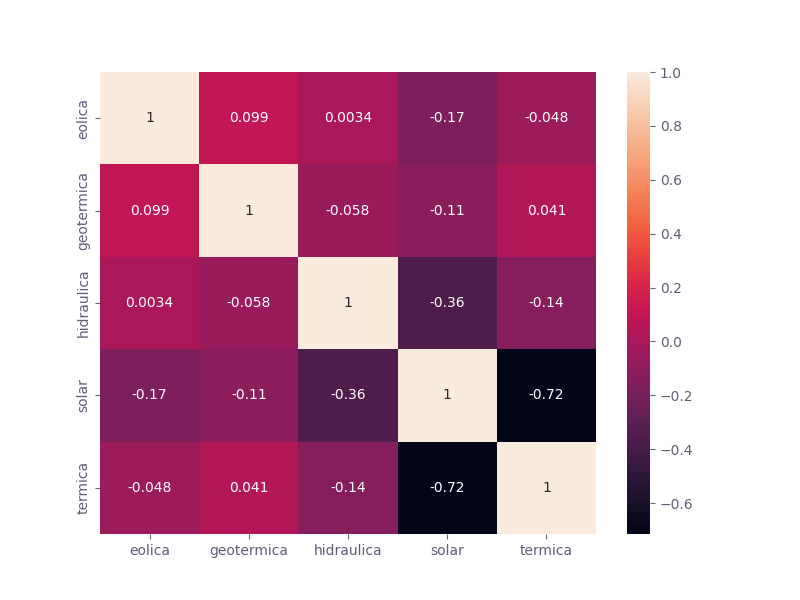 eolica 1 0.099 0.0034 -0.17 -0.048
geotermica 0.099 1 -0.058 -0.11 0.041
hidraulica 0.0034 -0.058 1 -0.36 -0.14
solar -0.17 -0.11 -0.36 1 -0.72
termica -0.048 0.041 -0.14 -0.72 1
eolica geotermica hidraulica solar termica
1.0
0.8
0.6
0.4
0.2
0.0
−0.2
−0.4
−0.6